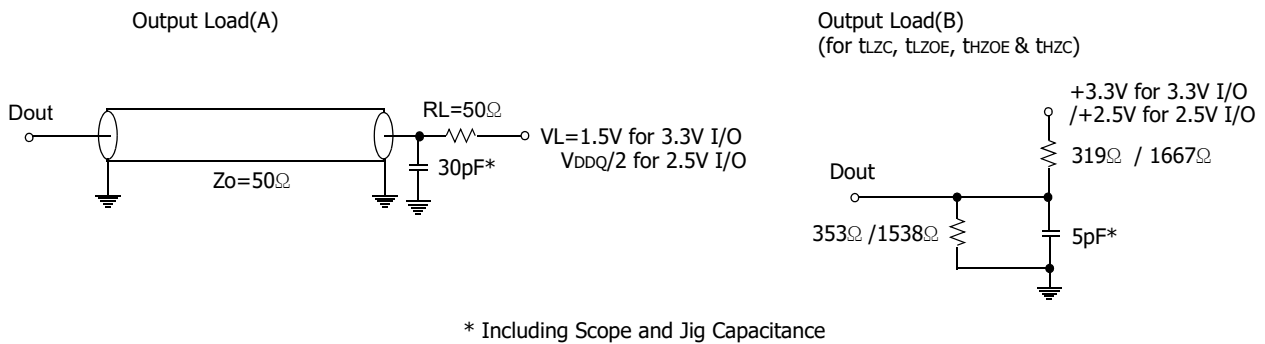 Output Load(A)
Dout
Zo=50Ω
RL=50Ω
30pF*
VL=1.5V for 3.3V I/O
VDDQ/2 for 2.5V I/O
Output Load(B)
(for tLZC, tLZOE, tHZOE & tHZC)
+3.3V for 3.3V I/O
/+2.5V for 2.5V I/O
319Ω / 1667Ω
Dout
353Ω /1538Ω
5pF*
* Including Scope and Jig Capacitance